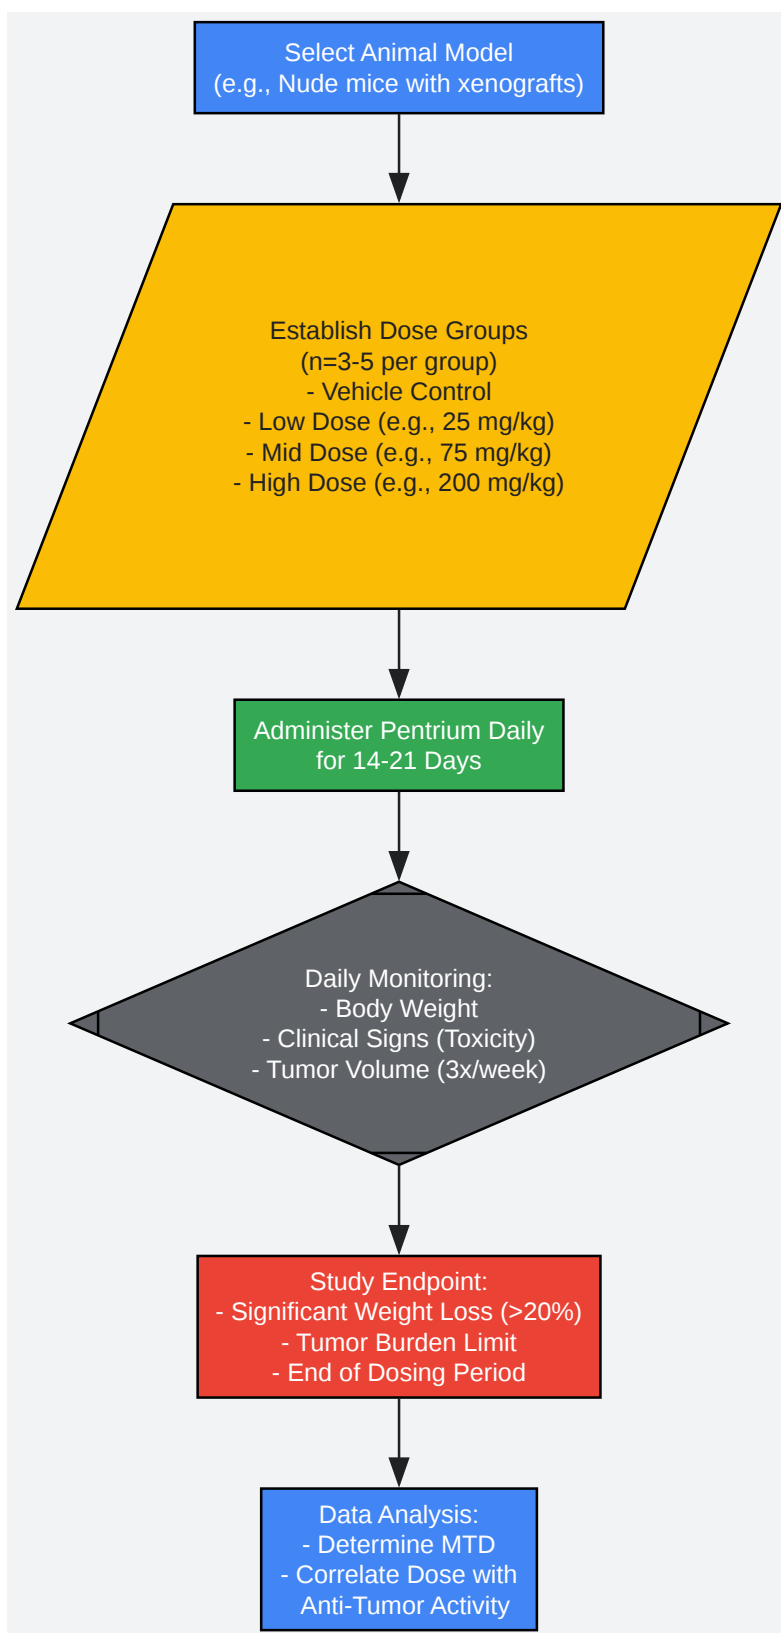 Select Animal Model
(e.g., Nude mice with xenografts)
Establish Dose Groups
(n=3-5 per group)
- Vehicle Control
- Low Dose (e.g., 25 mg/kg)
- Mid Dose (e.g., 75 mg/kg)
- High Dose (e.g., 200 mg/kg)
Administer Pentrium Daily
for 14-21 Days
Daily Monitoring:
- Body Weight
- Clinical Signs (Toxicity)
- Tumor Volume (3x/week)
Study Endpoint:
- Significant Weight Loss (>20%)
- Tumor Burden Limit
- End of Dosing Period
Data Analysis:
- Determine MTD
- Correlate Dose with
Anti-Tumor Activity